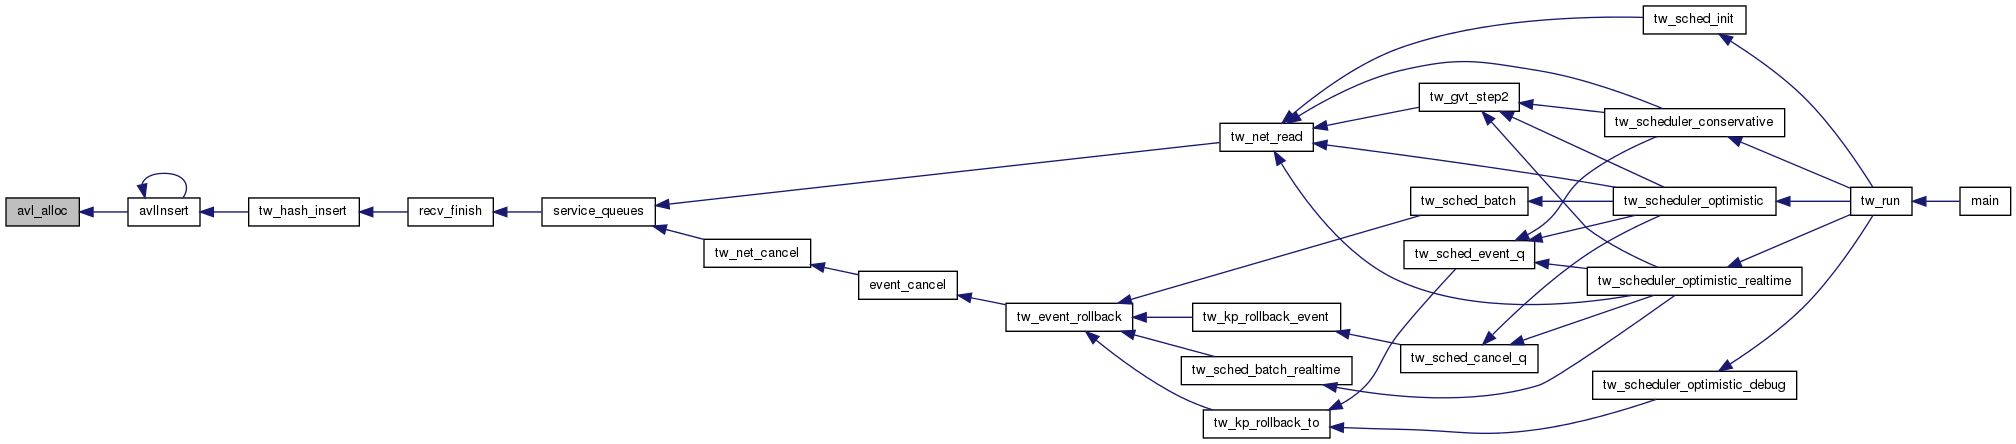 avl_alloc
avlInsert
tw_hash_insert
recv_finish
service_queues
tw_net_cancel
event_cancel
tw_event_rollback
tw_net_read
tw_kp_rollback_event
tw_sched_batch_realtime
tw_kp_rollback_to
tw_gvt_step2
tw_sched_batch
tw_sched_event_q
tw_sched_cancel_q
tw_sched_init
tw_scheduler_conservative
tw_scheduler_optimistic
tw_scheduler_optimistic_realtime
tw_scheduler_optimistic_debug
tw_run
main